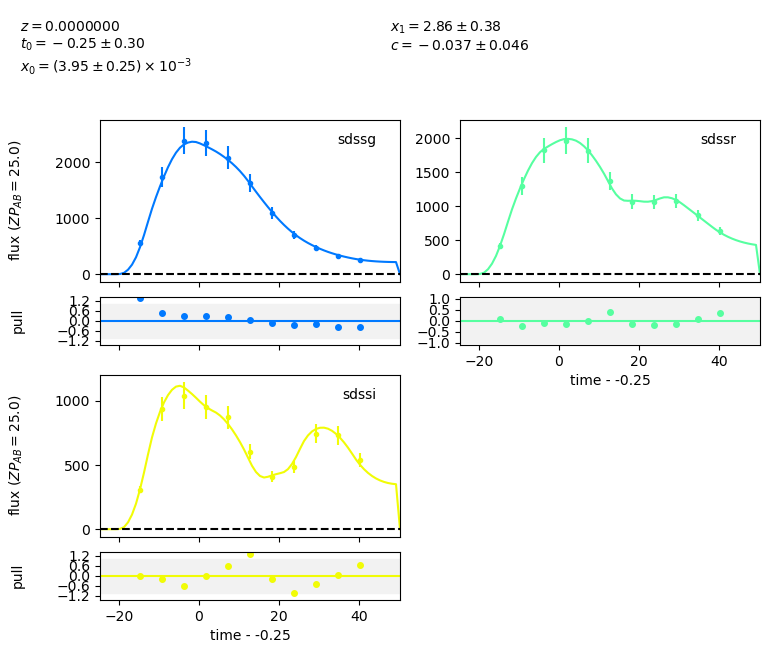 z = 0.0000000
t₀ = −0.25 ± 0.30
x₀ = (3.95 ± 0.25) × 10⁻³
x₁ = 2.86 ± 0.38
c = −0.037 ± 0.046
flux (ZP_AB = 25.0)
2000
1000
0
sdssg
2000
1500
1000
500
0
sdssr
pull
1.2
0.6
0.0
−0.6
−1.2
1.0
0.5
0.0
−0.5
−1.0
−20 0 20 40
time - -0.25
flux (ZP_AB = 25.0)
1000
500
0
sdssi
pull
1.2
0.6
0.0
−0.6
−1.2
−20 0 20 40
time - -0.25